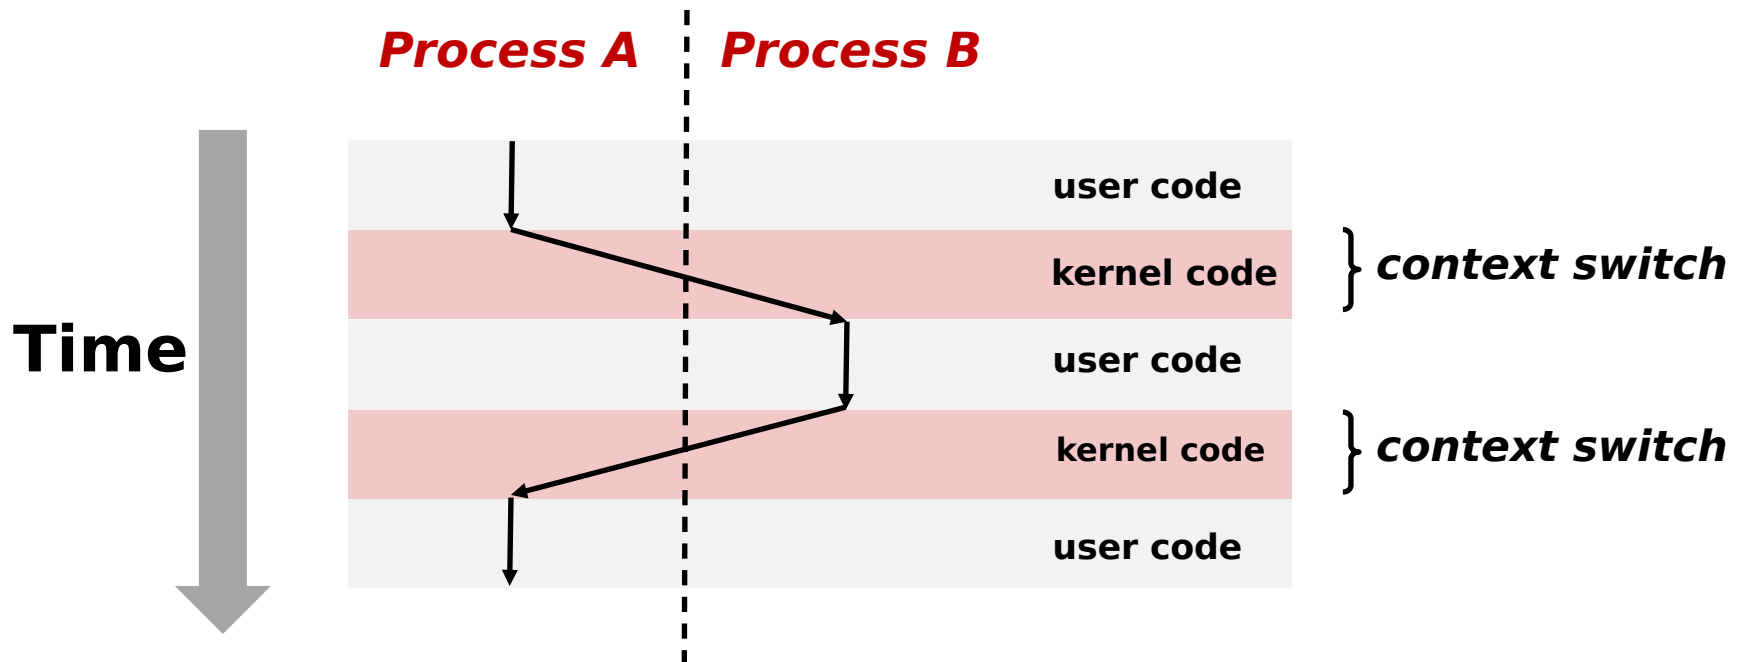 Process A
Process B
user code
kernel code
context switch
Time
user code
kernel code
context switch
user code